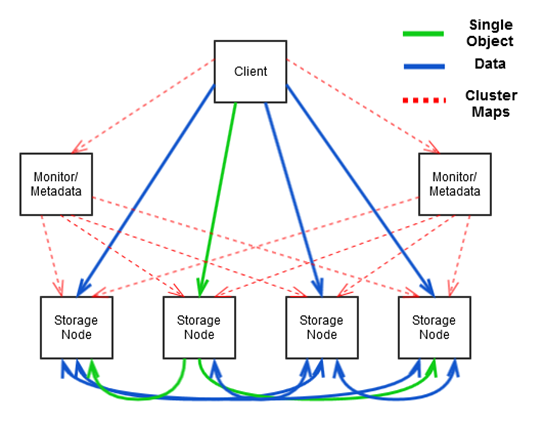 Single
Object
Data
Cluster
Maps
Client
Monitor/
Metadata
Monitor/
Metadata
Storage
Node
Storage
Node
Storage
Node
Storage
Node